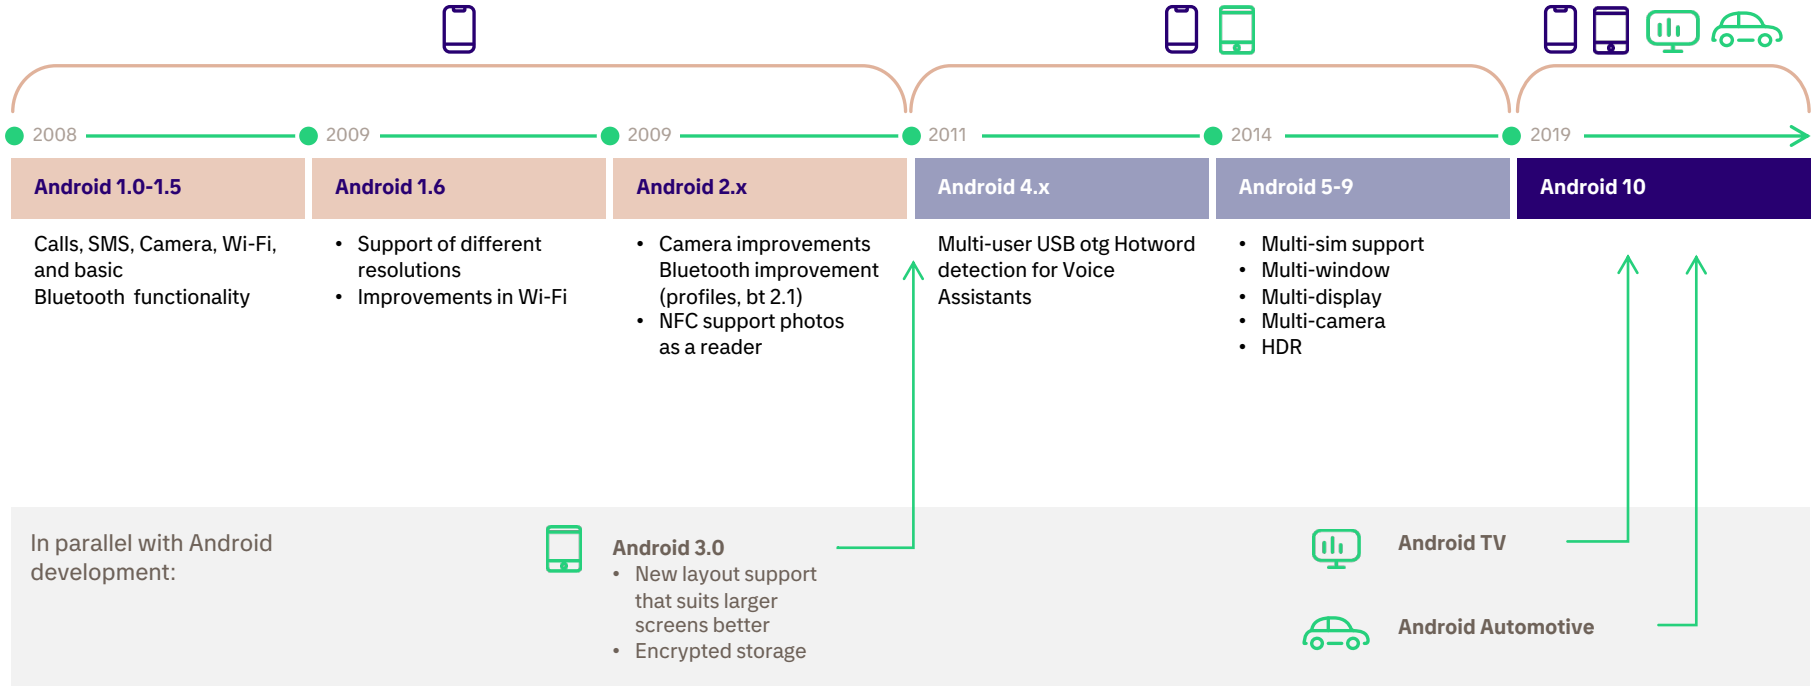 2008
2009
2009
2011
2014
2019
Android 1.0-1.5
Android 1.6
Android 2.x
Android 4.x
Android 5-9
Android 10
Calls, SMS, Camera, Wi-Fi,
and basic
Bluetooth functionality
• Support of different
resolutions
• Improvements in Wi-Fi
• Camera improvements
Bluetooth improvement
(profiles, bt 2.1)
• NFC support photos
as a reader
Multi-user USB otg Hotword
detection for Voice
Assistants
• Multi-sim support
• Multi-window
• Multi-display
• Multi-camera
• HDR
In parallel with Android
development:
Android 3.0
• New layout support
that suits larger
screens better
• Encrypted storage
Android TV
Android Automotive